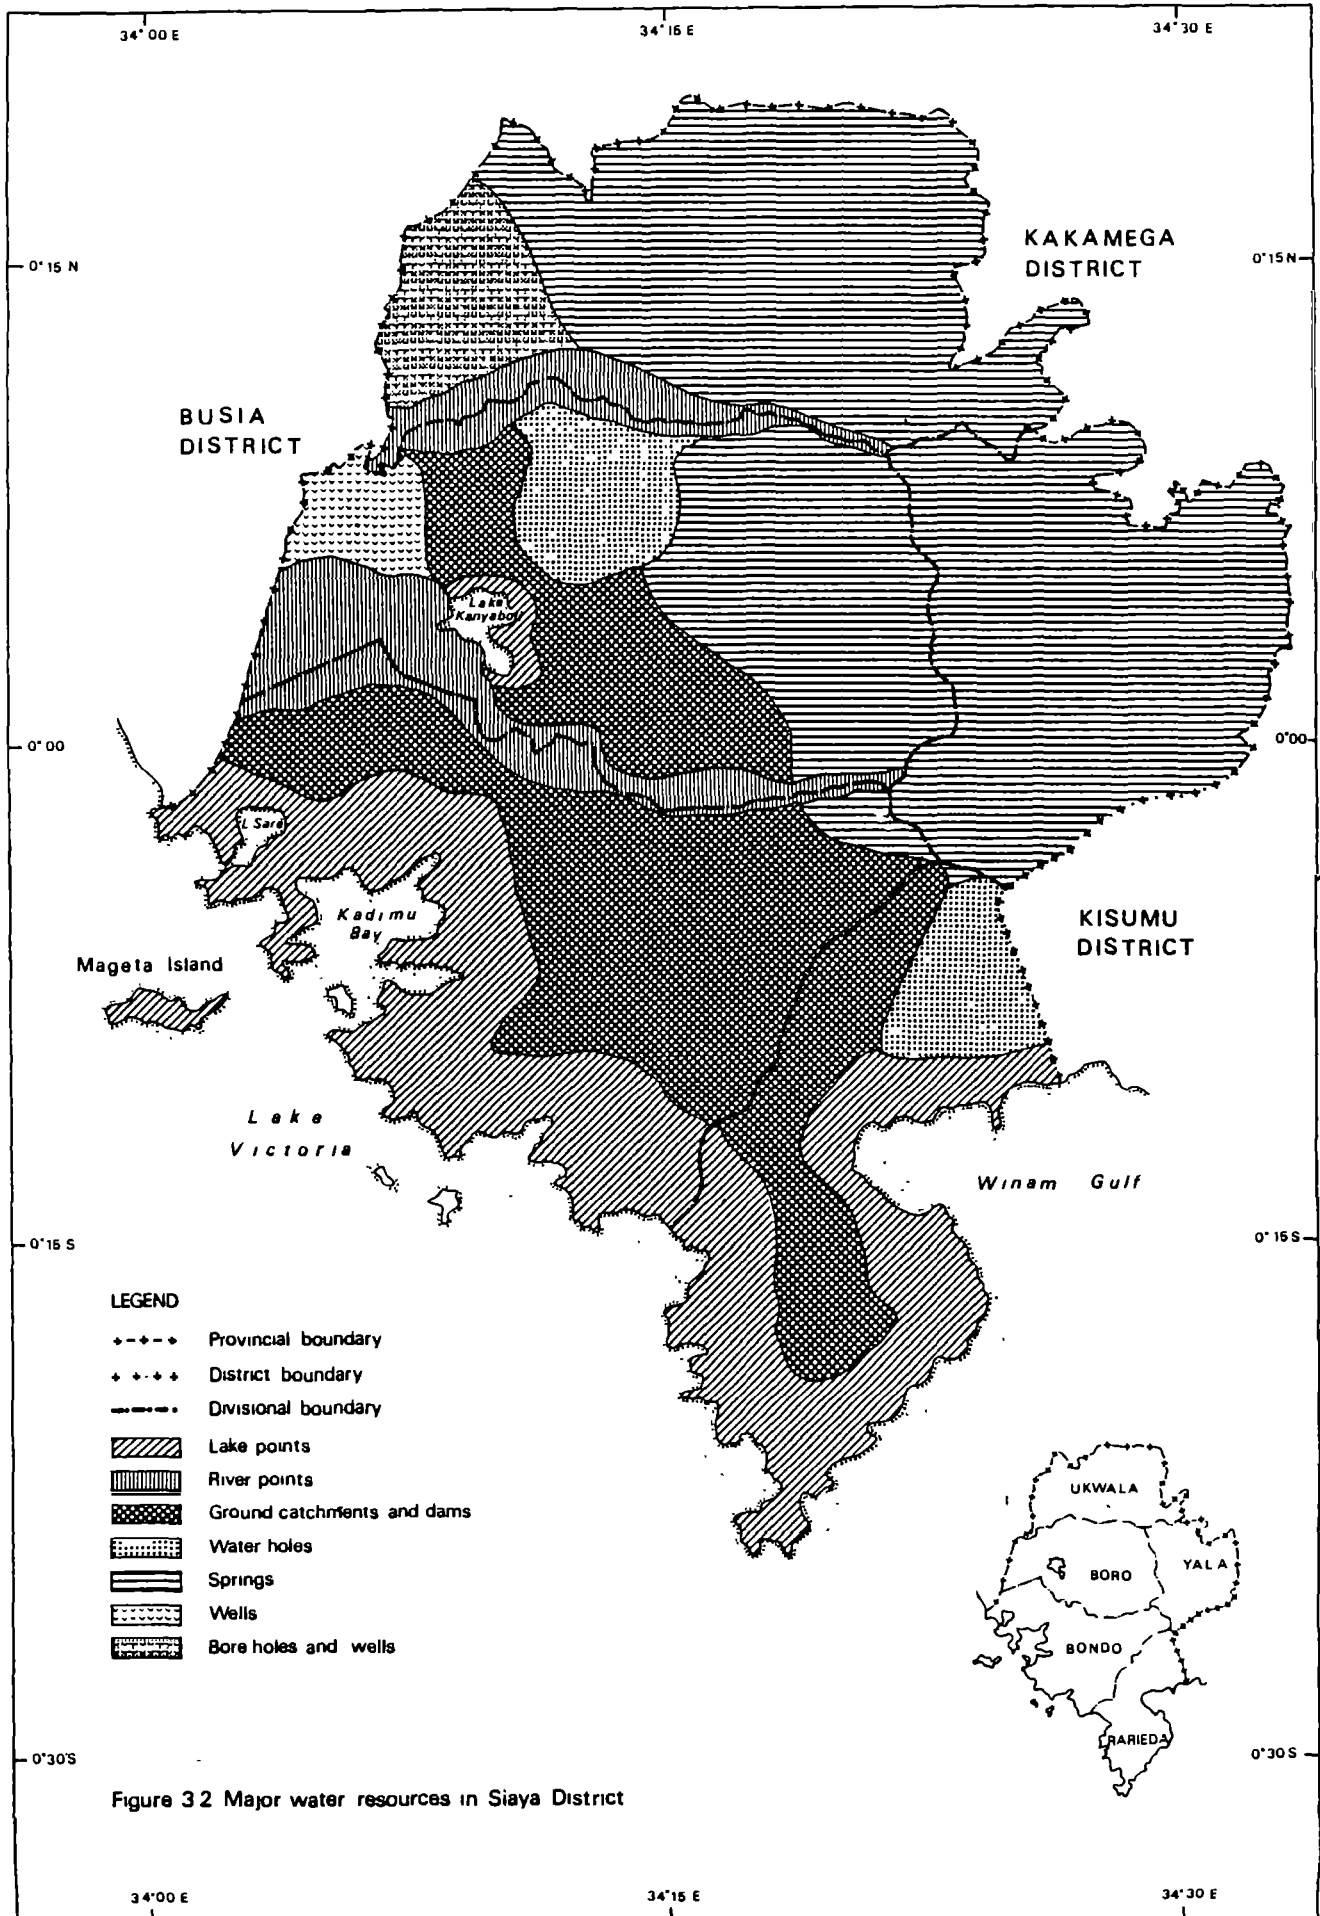 34°00 E
34°15 E
34°30 E
KAKAMEGA
DISTRICT
0°15 N
0°15N
BUSIA
DISTRICT
Lake
Kanyaboli
0°00
0°00
L Sare
Kadimu
Bay
KISUMU
DISTRICT
Mageta Island
Lake
Victoria
Winam Gulf
0°15 S
0°15S
LEGEND
Provincial boundary
District boundary
Divisional boundary
Lake points
River points
Ground catchments and dams
Water holes
Springs
Wells
Bore holes and wells
UKWALA
YALA
BORO
BONDO
RARIEDA
0°30'S
0°30 S
Figure 3 2 Major water resources in Siaya District
34°00 E
34°15 E
34°30 E